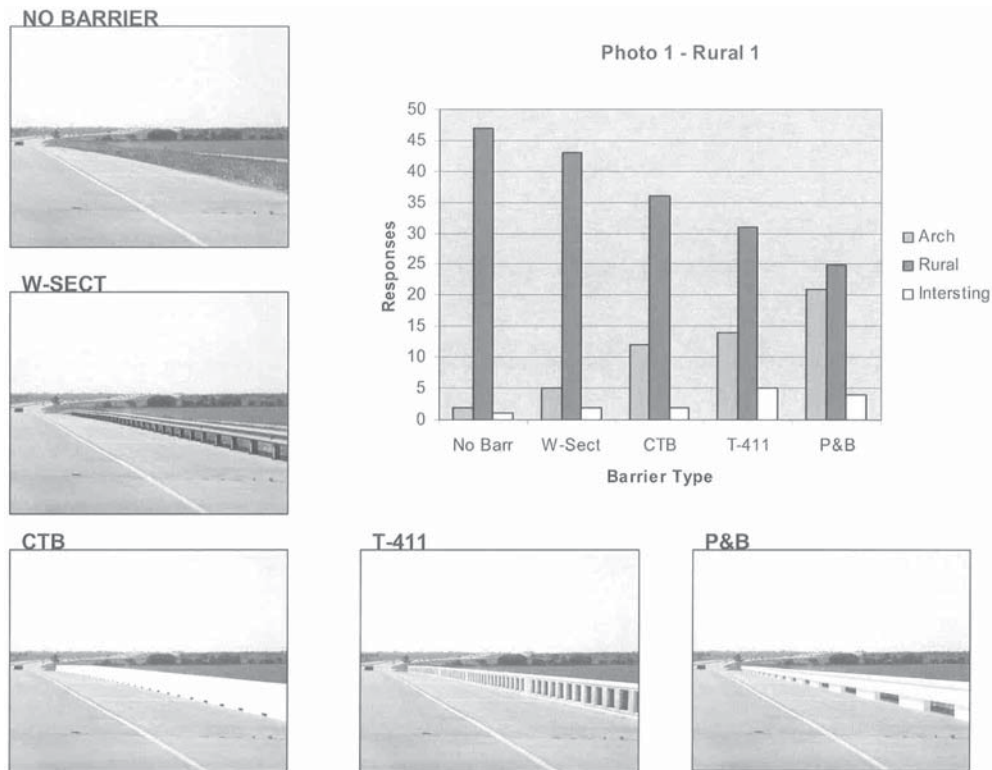 NO BARRIER
Photo 1 - Rural 1
50
45
40
35
30
25
20
15
10
5
0
Responses
No Barr W-Sect CTB T-411 P&B
Barrier Type
Arch
Rural
Intersting
W-SECT
CTB T-411 P&B